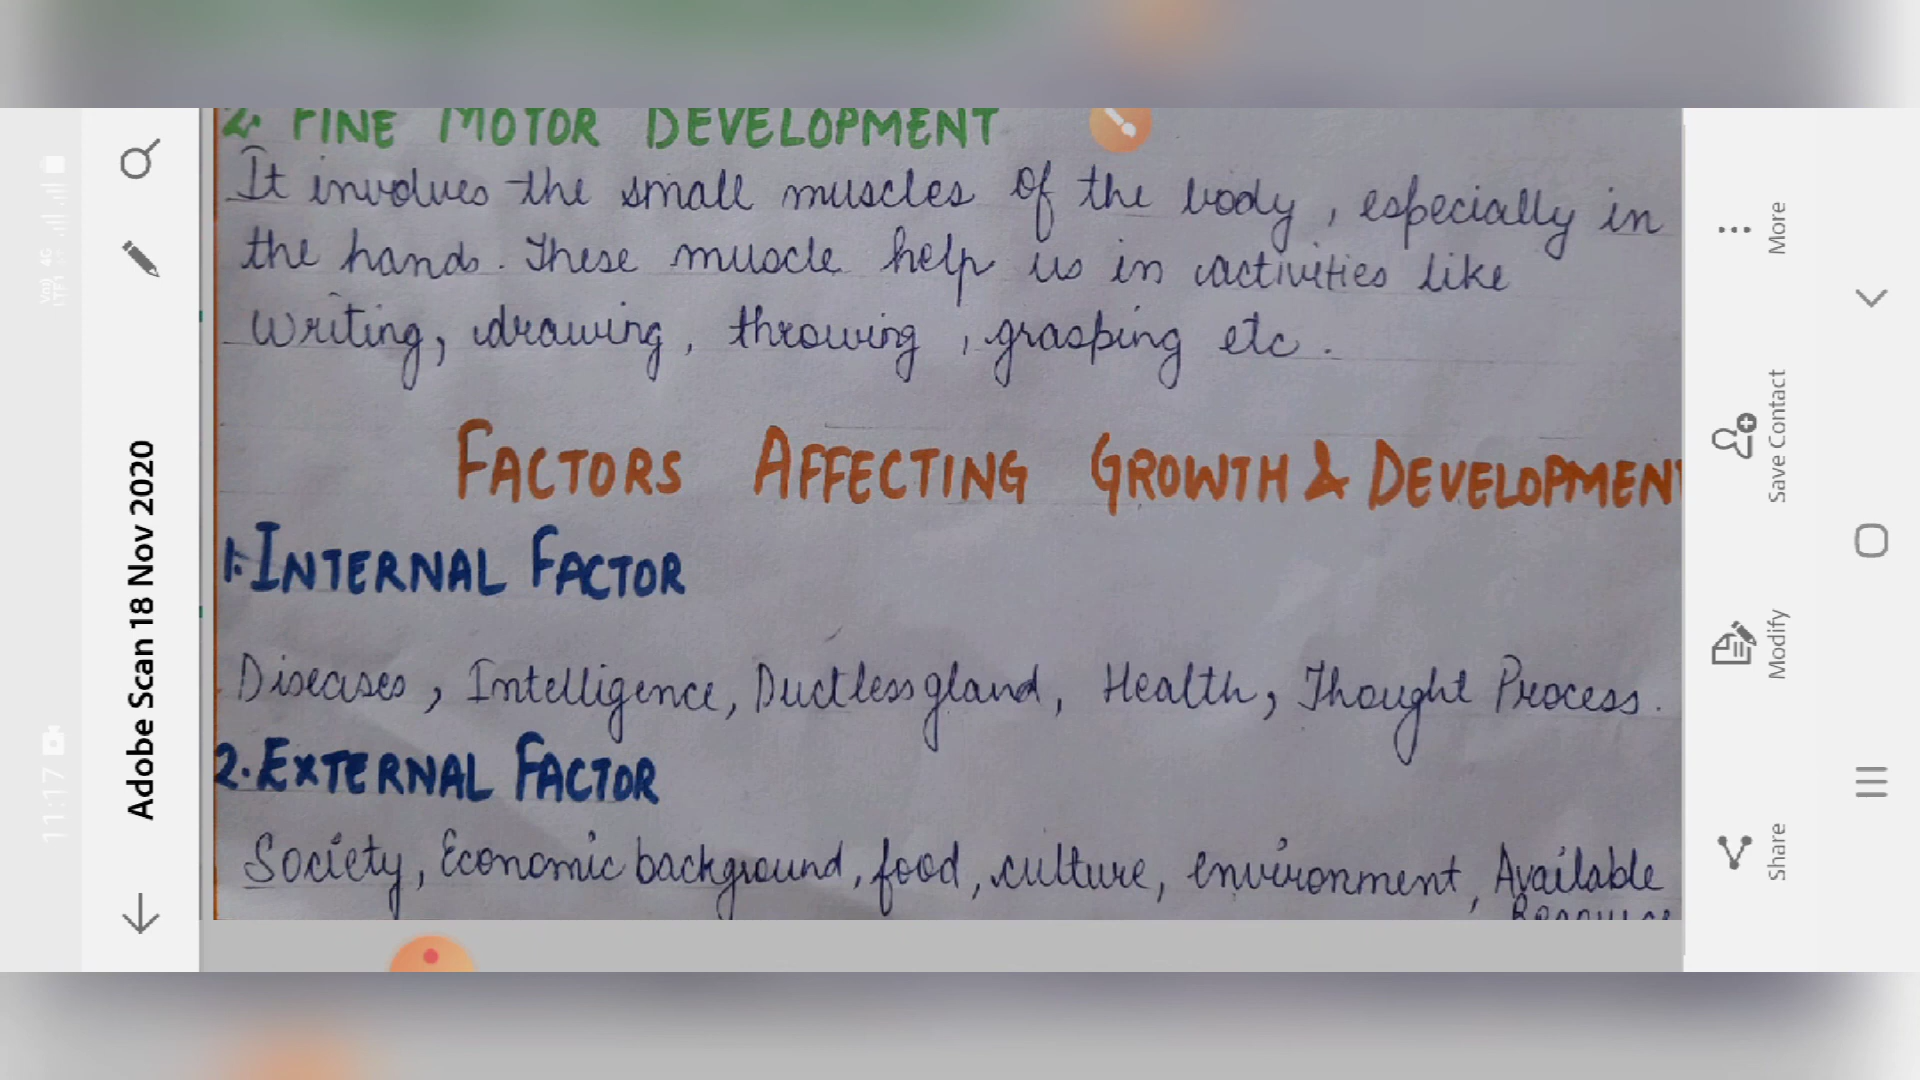 2. FINE MOTOR DEVELOPMENT
It involves the small muscles of the body, especially in
the hands. These muscle help us in activities like
Writing, drawing, throwing, grasping etc.
FACTORS AFFECTING GROWTH & DEVELOPMENT
1. INTERNAL FACTOR
Diseases, Intelligence, Ductless gland, Health, Thought Process.
2. EXTERNAL FACTOR
Society, Economic background, food, culture, environment, Available
Adobe Scan 18 Nov 2020
11:17
More
Save Contact
Modify
Share